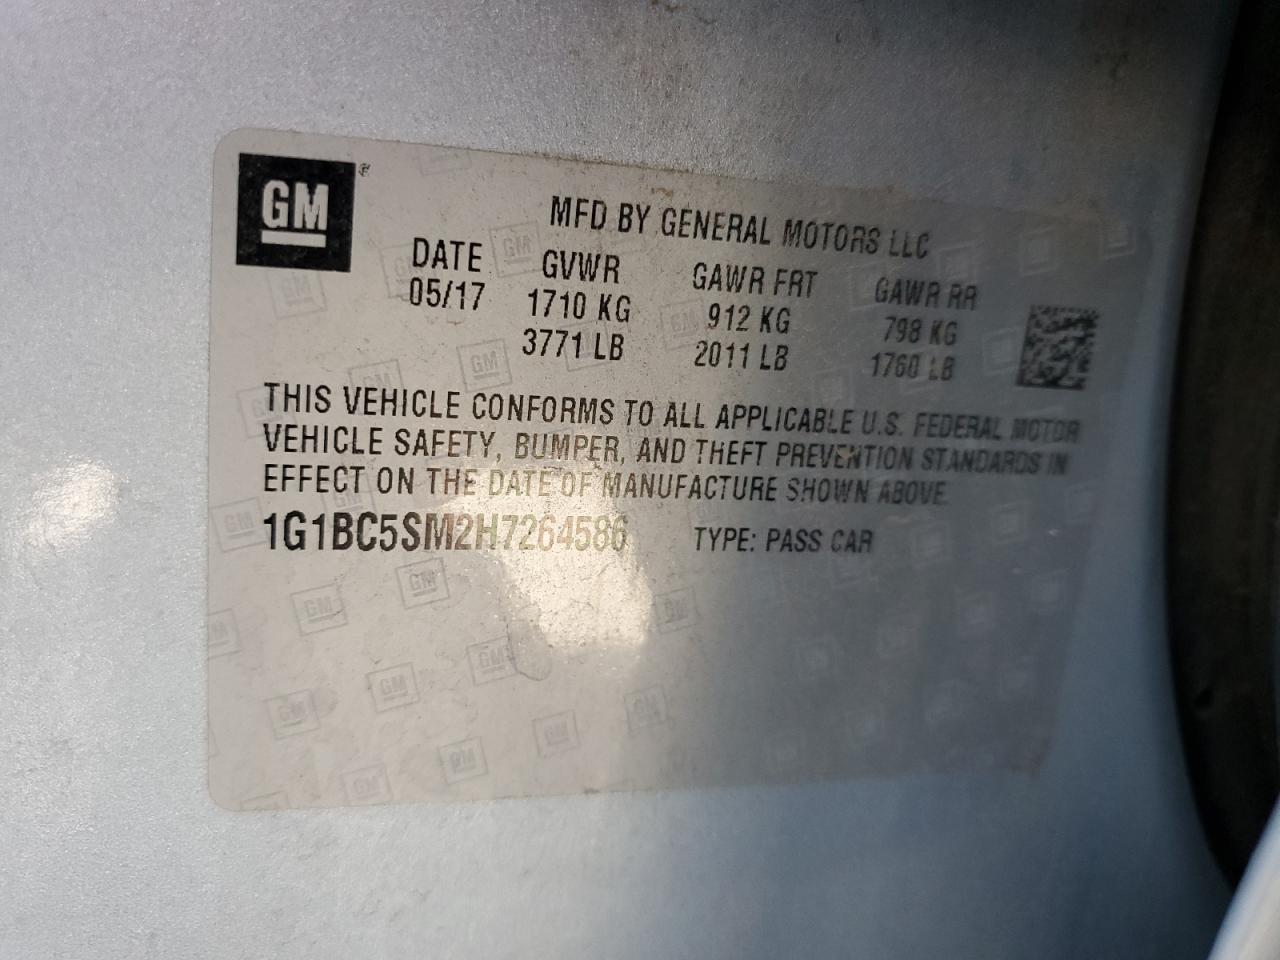 GM
MFD BY GENERAL MOTORS LLC
DATE GVWR GAWR FRT GAWR RR
05/17 1710 KG 912 KG 798 KG
3771 LB 2011 LB 1760 LB
THIS VEHICLE CONFORMS TO ALL APPLICABLE U.S. FEDERAL MOTOR
VEHICLE SAFETY, BUMPER, AND THEFT PREVENTION STANDARDS IN
EFFECT ON THE DATE OF MANUFACTURE SHOWN ABOVE.
1G1BC5SM2H7264586 TYPE: PASS CAR